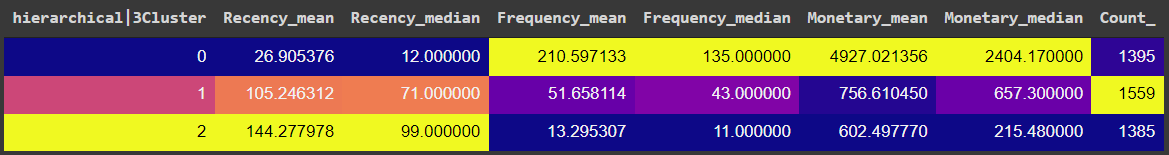 hierarchical|3Cluster Recency_mean Recency_median Frequency_mean Frequency_median Monetary_mean Monetary_median Count_
0 26.905376 12.000000 210.597133 135.000000 4927.021356 2404.170000 1395
1 105.246312 71.000000 51.658114 43.000000 756.610450 657.300000 1559
2 144.277978 99.000000 13.295307 11.000000 602.497770 215.480000 1385